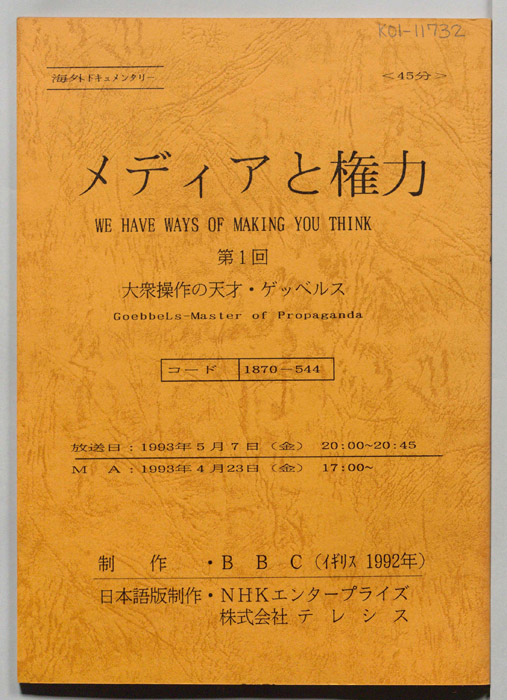 K01-11732
海外ドキュメンタリー
＜45分＞
メディアと権力
WE HAVE WAYS OF MAKING YOU THINK
第1回
大衆操作の天才・ゲッベルス
Goebbels-Master of Propaganda
コード 1870－544
放送日：1993年5月7日（金） 20:00~20:45
M A：1993年4月23日（金） 17:00~
制 作 ・B B C（ｲｷﾞﾘｽ 1992年）
日本語版制作・NHKエンタープライズ
株式会社 テレシス